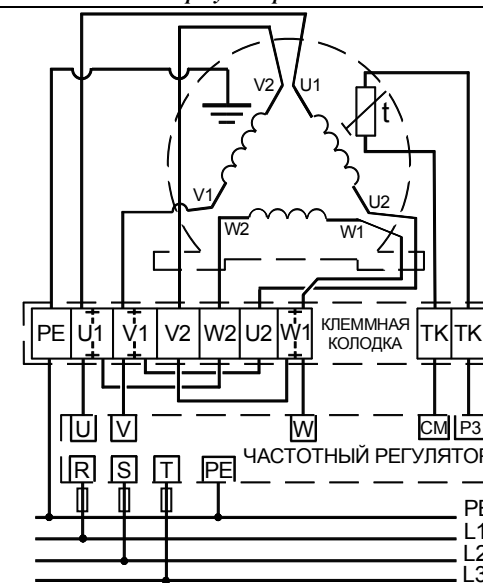 V2 U1
t
V1
U2
W2
W1
PE U1 V1 V2 W2 U2 W1 КЛЕММНАЯ КОЛОДКА TK TK
U V W CM P3
ЧАСТОТНЫЙ РЕГУЛЯТОР
R S T PE
PE
L1
L2
L3